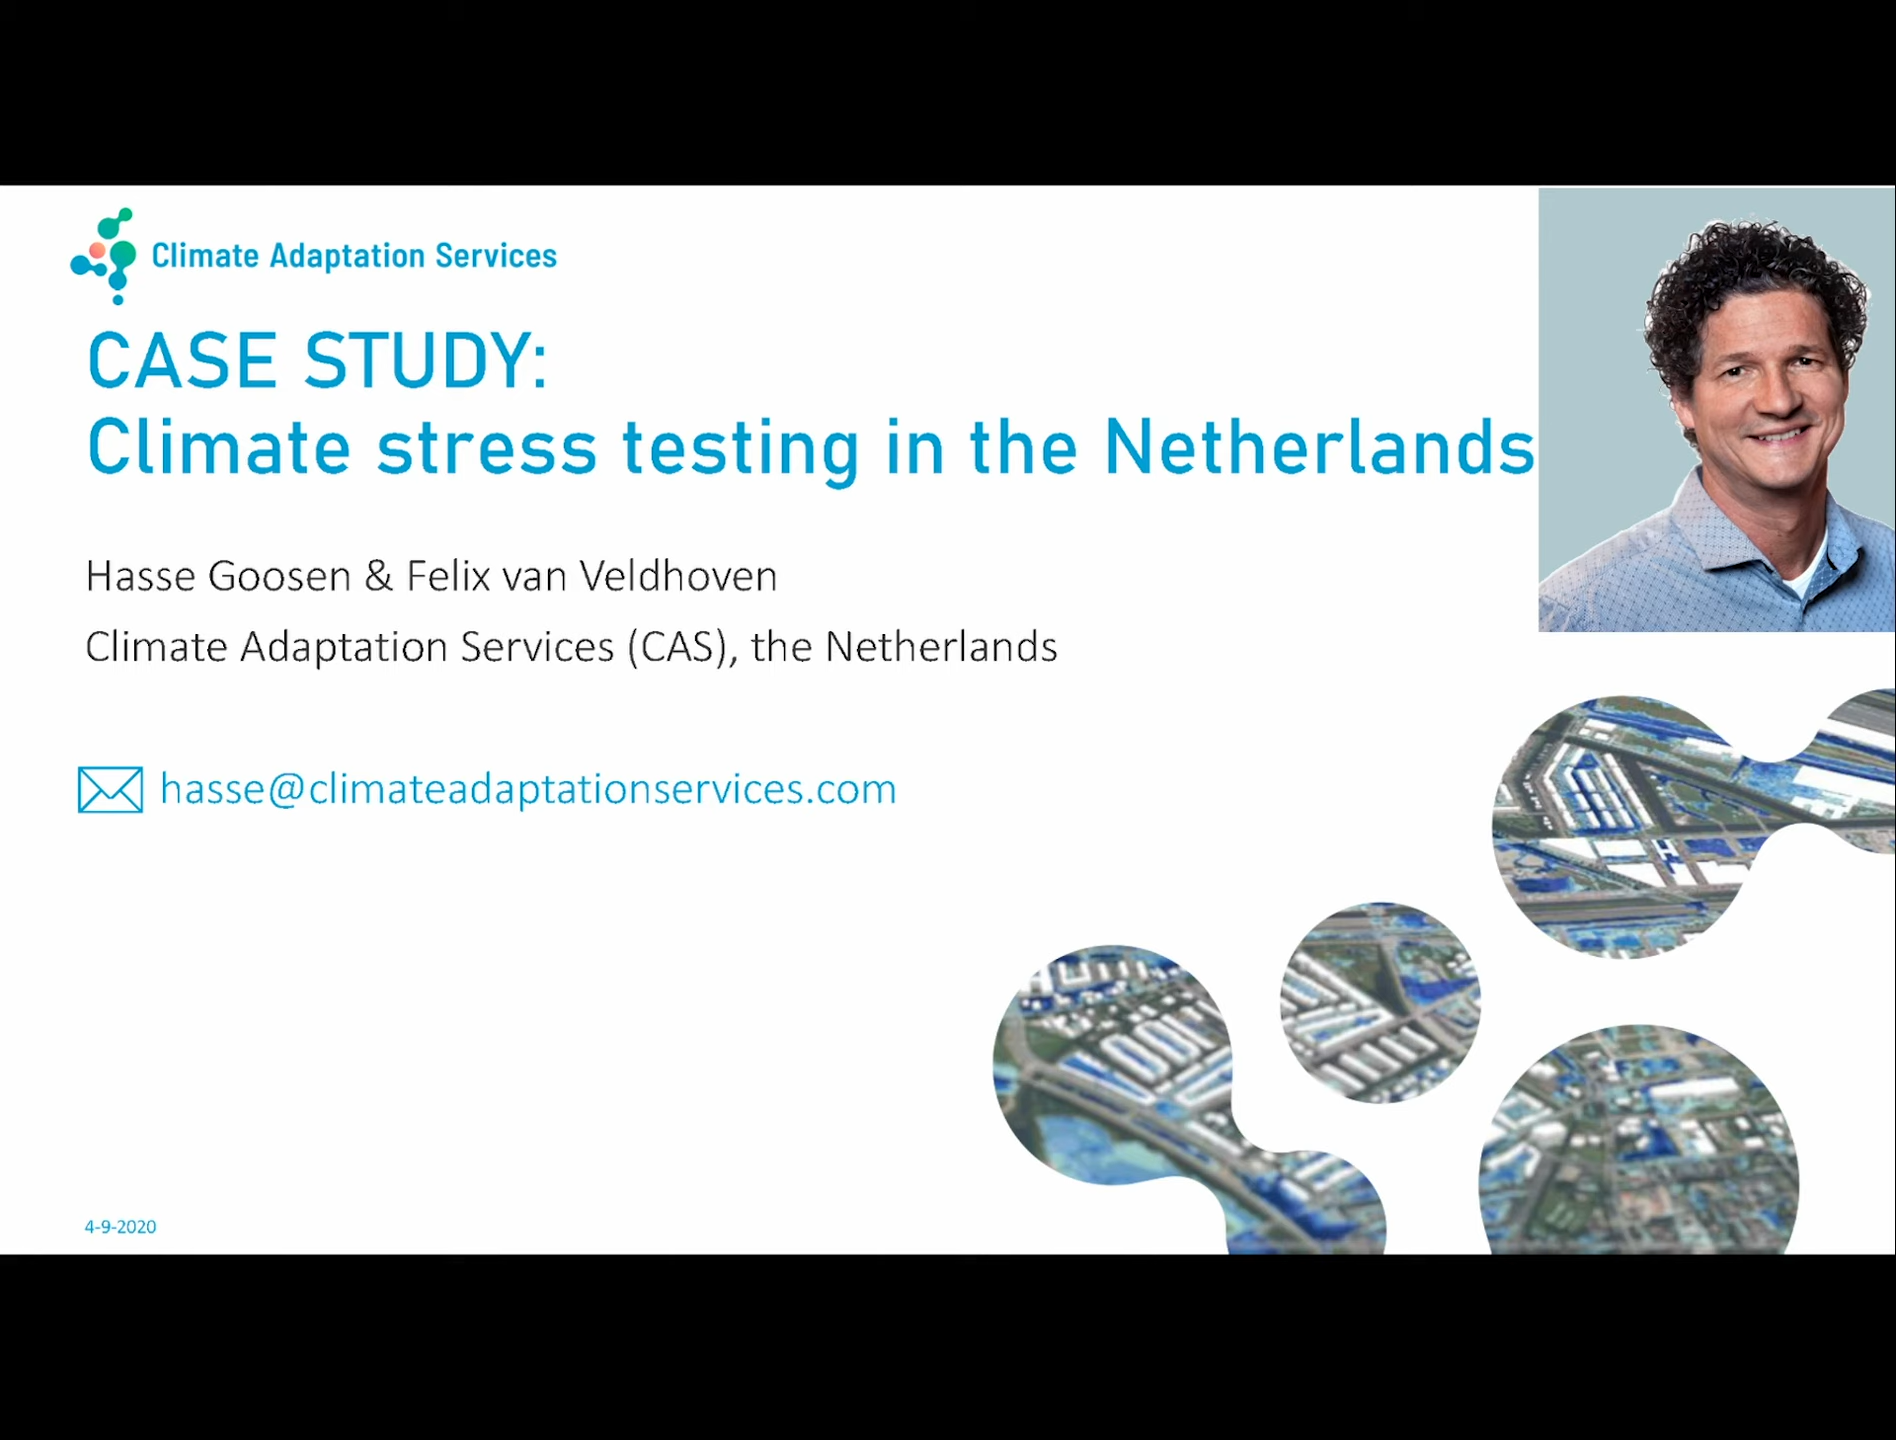 Climate Adaptation Services
CASE STUDY:
Climate stress testing in the Netherlands
Hasse Goosen & Felix van Veldhoven
Climate Adaptation Services (CAS), the Netherlands
hasse@climateadaptationservices.com
4-9-2020